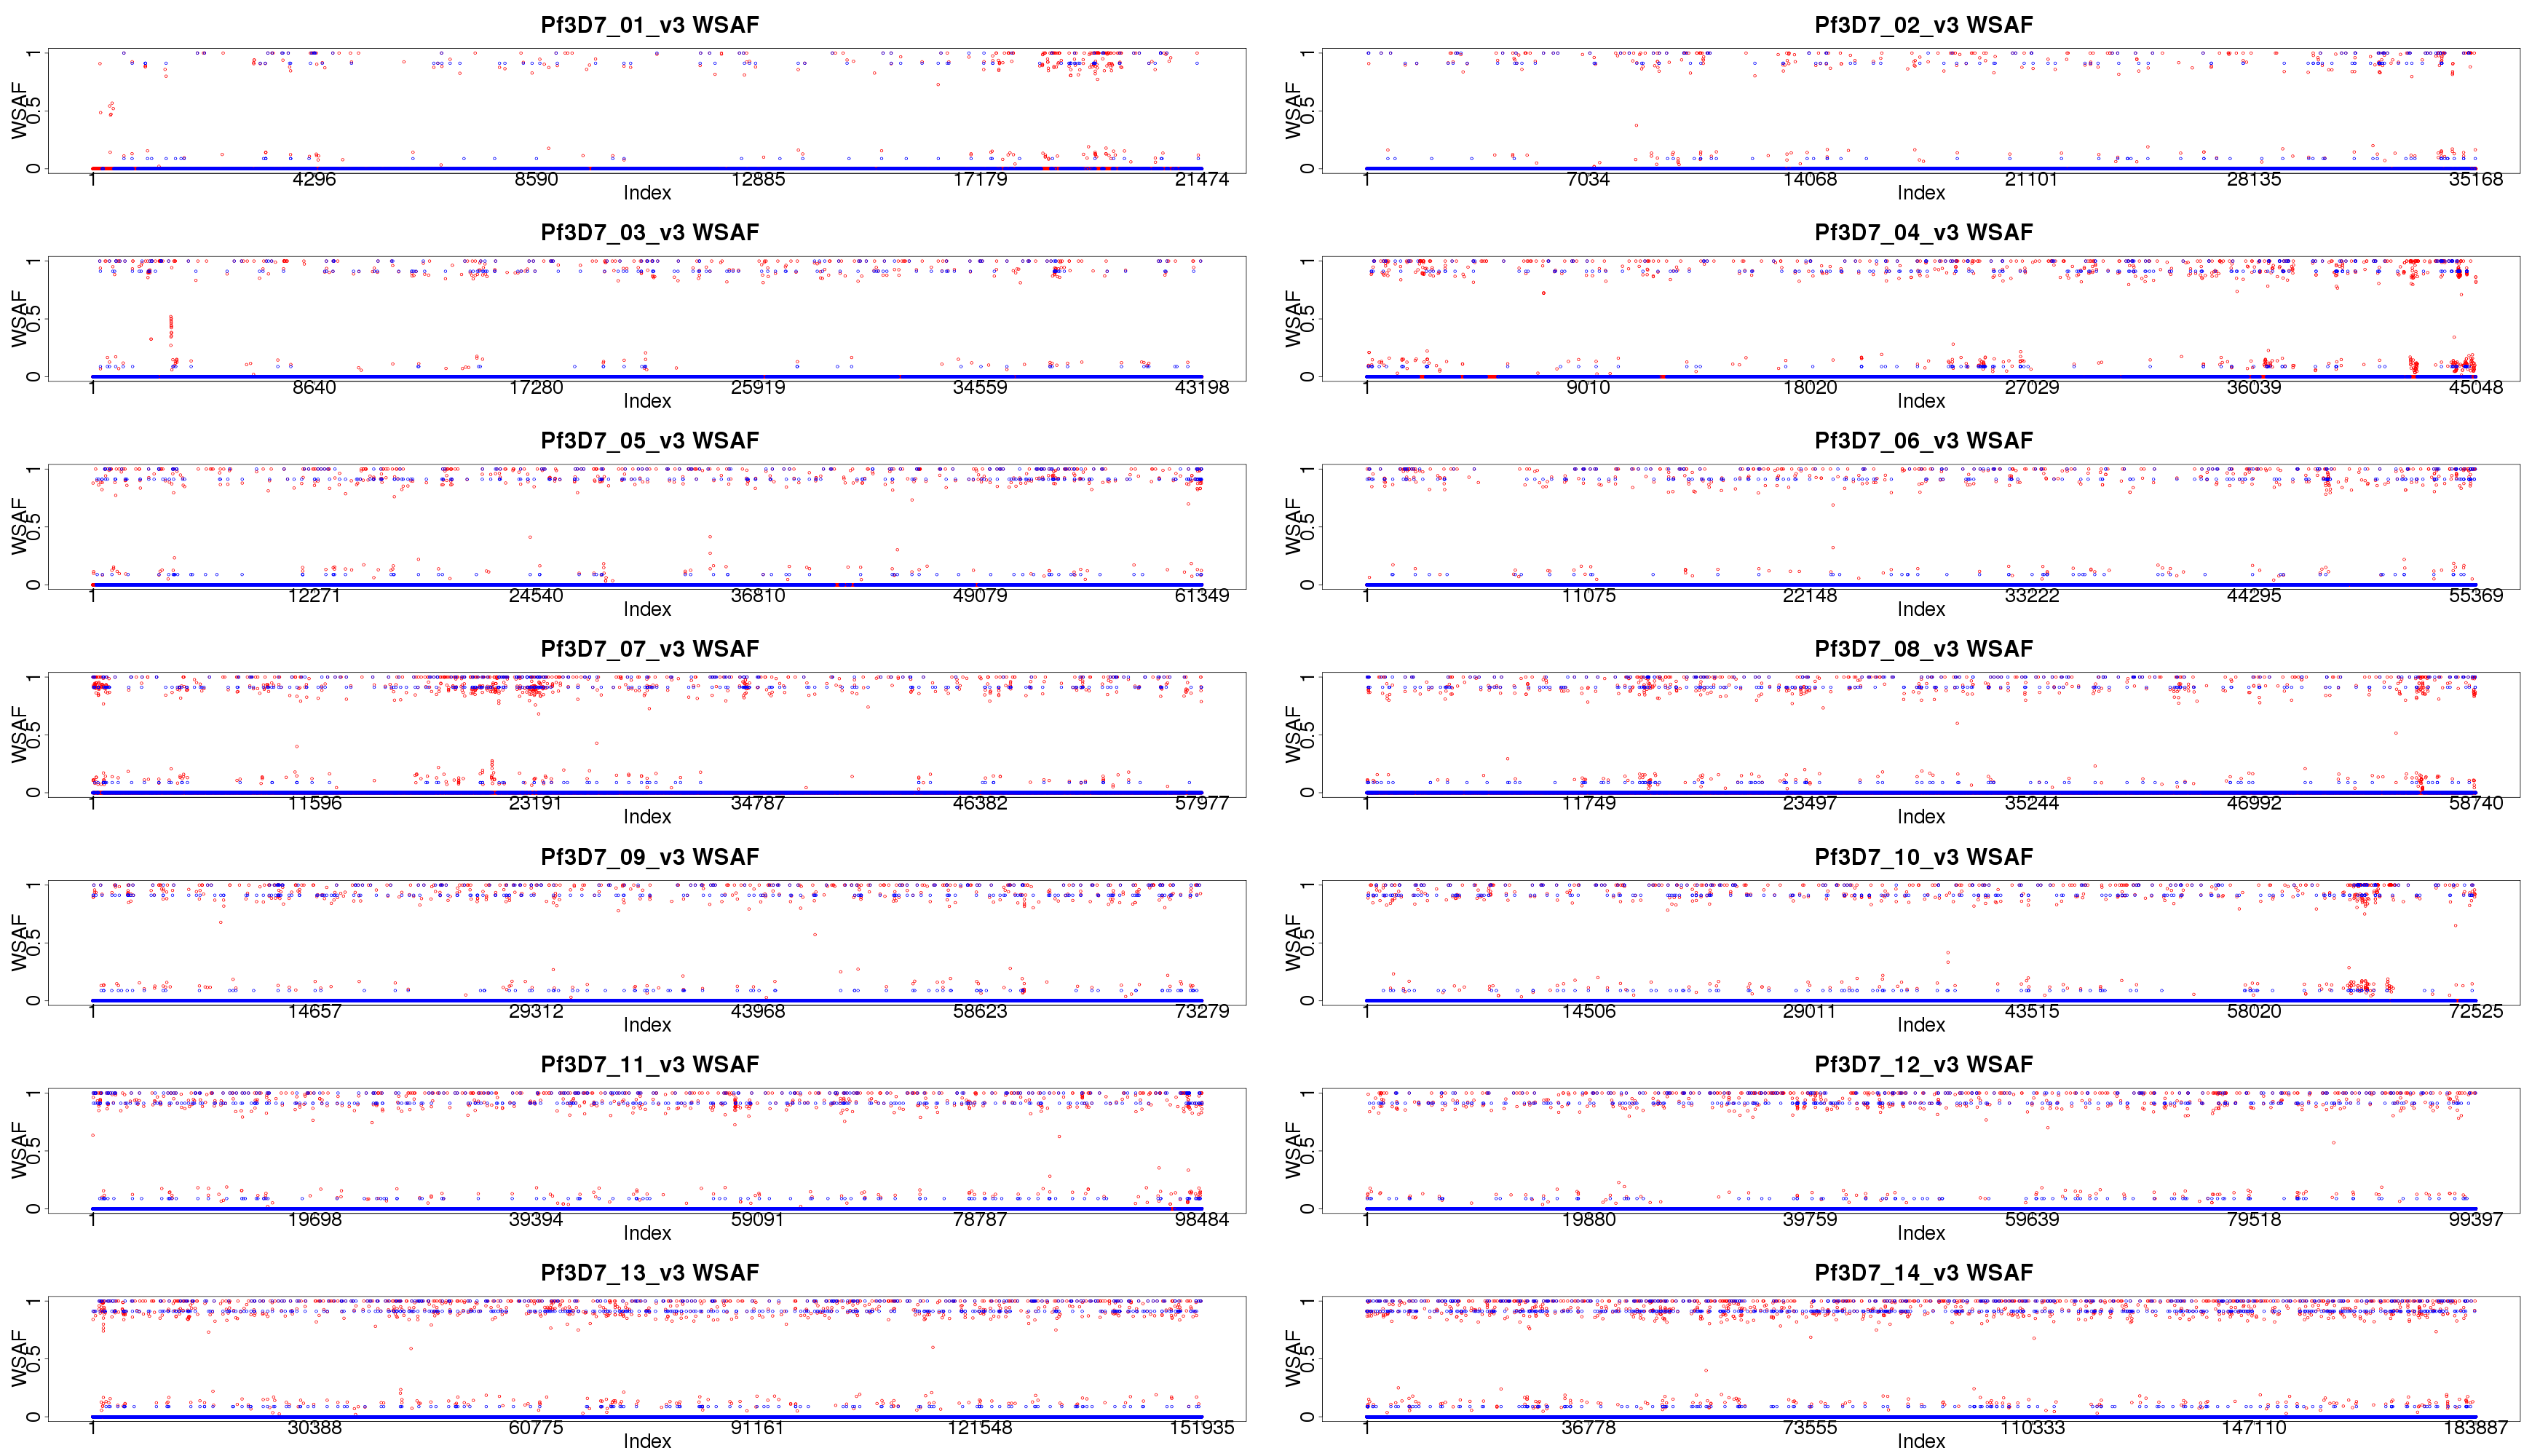 Pf3D7_01_v3 WSAF
WSAF
0 0.5 1
1 4296 8590 12885 17179 21474
Index
Pf3D7_02_v3 WSAF
WSAF
0 0.5 1
1 7034 14068 21101 28135 35168
Index
Pf3D7_03_v3 WSAF
WSAF
0 0.5 1
1 8640 17280 25919 34559 43198
Index
Pf3D7_04_v3 WSAF
WSAF
0 0.5 1
1 9010 18020 27029 36039 45048
Index
Pf3D7_05_v3 WSAF
WSAF
0 0.5 1
1 12271 24540 36810 49079 61349
Index
Pf3D7_06_v3 WSAF
WSAF
0 0.5 1
1 11075 22148 33222 44295 55369
Index
Pf3D7_07_v3 WSAF
WSAF
0 0.5 1
1 11596 23191 34787 46382 57977
Index
Pf3D7_08_v3 WSAF
WSAF
0 0.5 1
1 11749 23497 35244 46992 58740
Index
Pf3D7_09_v3 WSAF
WSAF
0 0.5 1
1 14657 29312 43968 58623 73279
Index
Pf3D7_10_v3 WSAF
WSAF
0 0.5 1
1 14506 29011 43515 58020 72525
Index
Pf3D7_11_v3 WSAF
WSAF
0 0.5 1
1 19698 39394 59091 78787 98484
Index
Pf3D7_12_v3 WSAF
WSAF
0 0.5 1
1 19880 39759 59639 79518 99397
Index
Pf3D7_13_v3 WSAF
WSAF
0 0.5 1
1 30388 60775 91161 121548 151935
Index
Pf3D7_14_v3 WSAF
WSAF
0 0.5 1
1 36778 73555 110333 147110 183887
Index